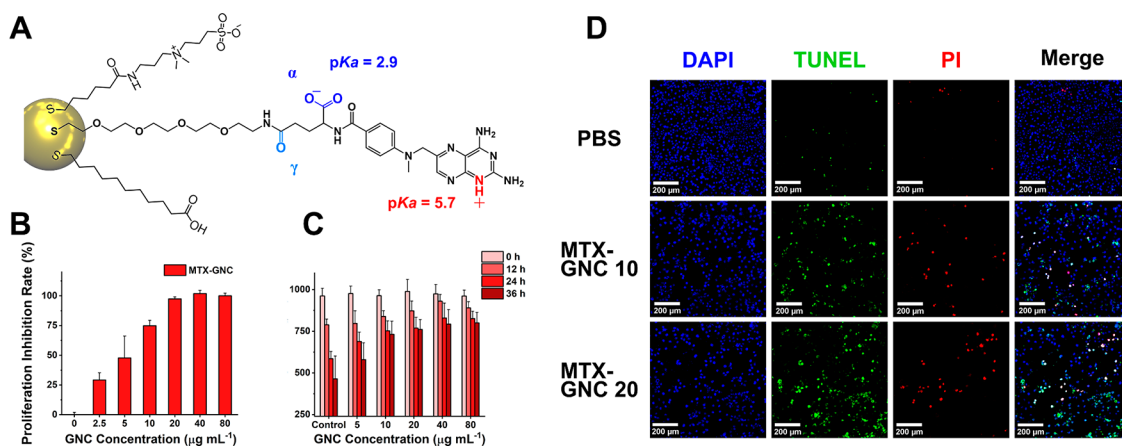 A
O
S
O⁻
O
O
N
H
N⁺
pKa = 2.9
α
O⁻
O
S
S
S
O
O
O
O
H
N
O
γ
N
H
O
N
N
N
NH₂
N
N
H
+
NH₂
pKa = 5.7
O
OH
B
Proliferation Inhibition Rate (%)
MTX-GNC
100
75
50
25
0
0 2.5 5 10 20 40 80
GNC Concentration (μg mL⁻¹)
C
0 h
12 h
24 h
36 h
1000
750
500
250
Control 5 10 20 40 80
GNC Concentration (μg mL⁻¹)
D
DAPI TUNEL PI Merge
PBS
200 μm 200 μm 200 μm 200 μm
MTX-
GNC 10
200 μm 200 μm 200 μm 200 μm
MTX-
GNC 20
200 μm 200 μm 200 μm 200 μm